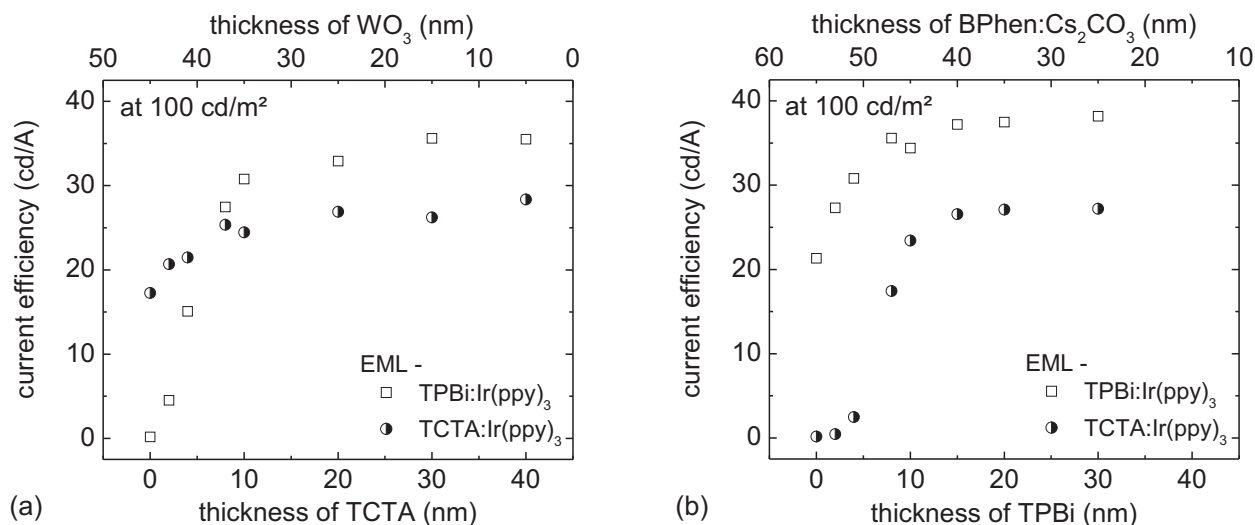 thickness of WO₃ (nm)
50 40 30 20 10 0
at 100 cd/m²
current efficiency (cd/A)
40
30
20
10
0
EML -
TPBi:Ir(ppy)₃
TCTA:Ir(ppy)₃
0 10 20 30 40
(a) thickness of TCTA (nm)
thickness of BPhen:Cs₂CO₃ (nm)
60 50 40 30 20 10
at 100 cd/m²
current efficiency (cd/A)
40
30
20
10
0
EML -
TPBi:Ir(ppy)₃
TCTA:Ir(ppy)₃
0 10 20 30 40
(b) thickness of TPBi (nm)